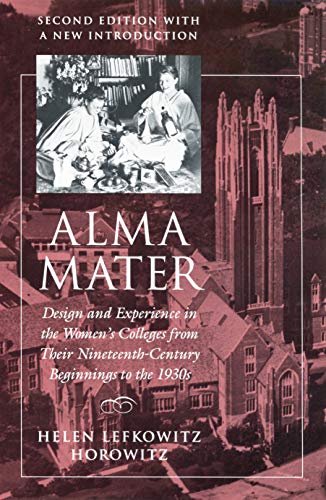 SECOND EDITION WITH
A NEW INTRODUCTION
ALMA
MATER
Design and Experience in
the Women's Colleges from
Their Nineteenth-Century
Beginnings to the 1930s
HELEN LEFKOWITZ
HOROWITZ